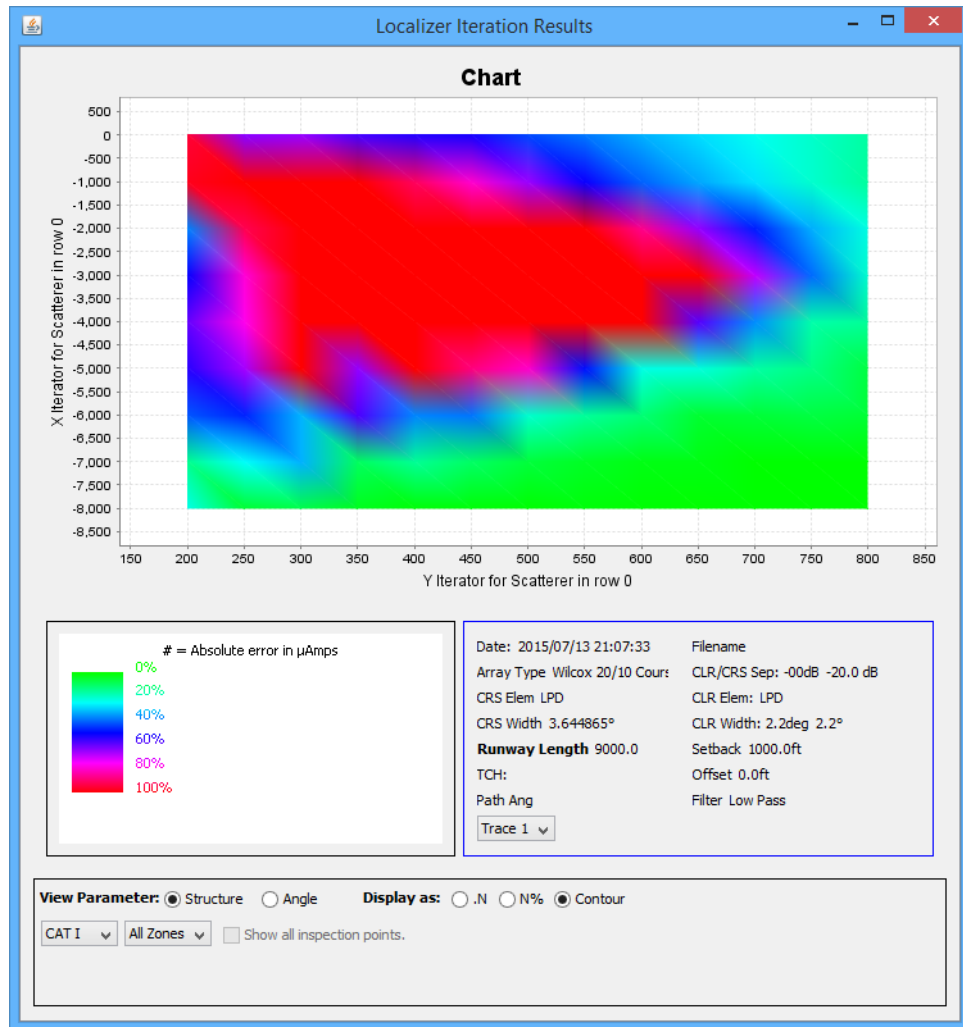 Localizer Iteration Results
Chart
X Iterator for Scatterer in row 0
500
0
-500
-1,000
-1,500
-2,000
-2,500
-3,000
-3,500
-4,000
-4,500
-5,000
-5,500
-6,000
-6,500
-7,000
-7,500
-8,000
-8,500
150 200 250 300 350 400 450 500 550 600 650 700 750 800 850
Y Iterator for Scatterer in row 0
# = Absolute error in µAmps
0%
20%
40%
60%
80%
100%
Date: 2015/07/13 21:07:33 Filename
Array Type Wilcox 20/10 Cours CLR/CRS Sep: -00dB -20.0 dB
CRS Elem LPD CLR Elem: LPD
CRS Width 3.644865° CLR Width: 2.2deg 2.2°
Runway Length 9000.0 Setback 1000.0ft
TCH: Offset 0.0ft
Path Ang Filter Low Pass
Trace 1
View Parameter: Structure Angle Display as: .N N% Contour
CAT I All Zones Show all inspection points.